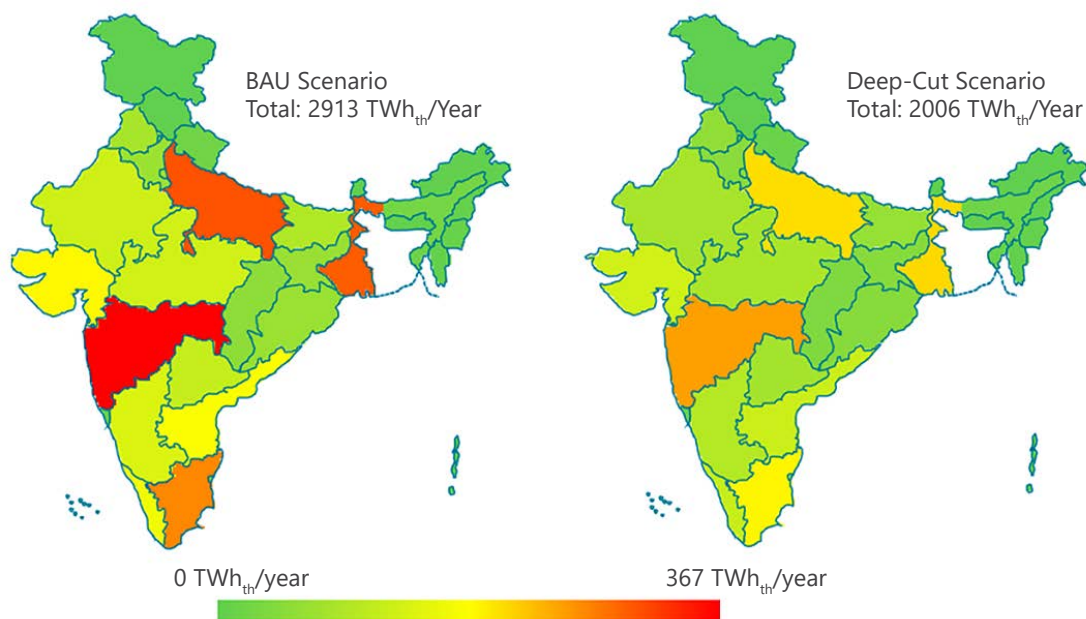 BAU Scenario
Total: 2913 TWhth/Year
Deep-Cut Scenario
Total: 2006 TWhth/Year
0 TWhth/year
367 TWhth/year